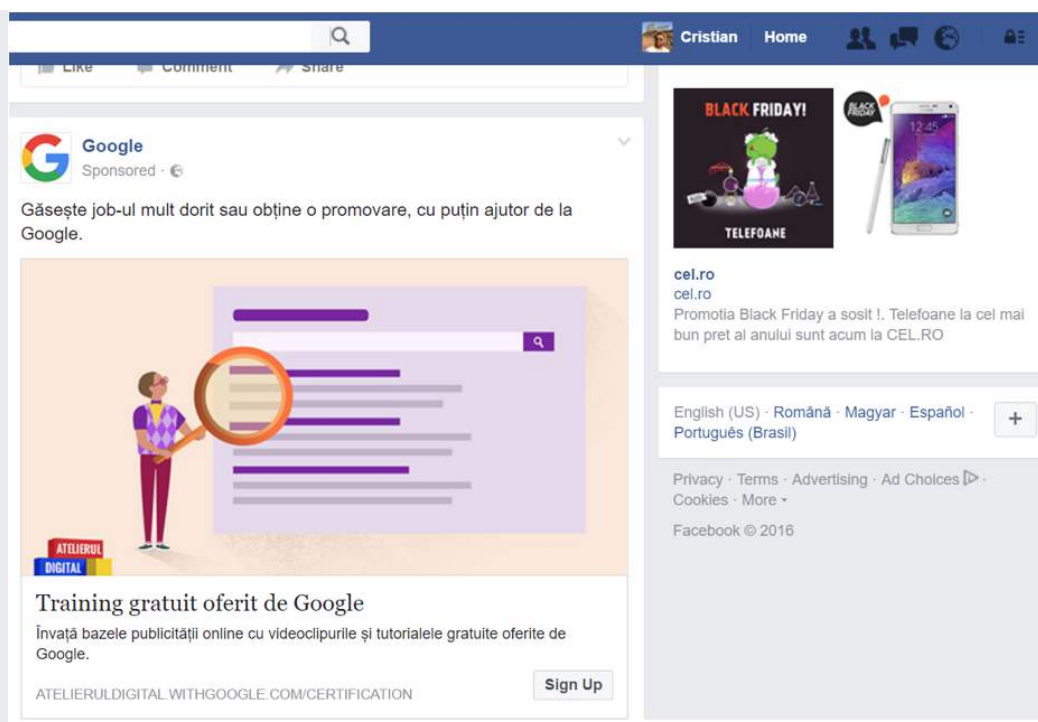 Cristian Home
Like Comment Share
Google
Sponsored ·
Găsește job-ul mult dorit sau obține o promovare, cu puțin ajutor de la
Google.
ATELIERUL
DIGITAL
Training gratuit oferit de Google
Învață bazele publicității online cu videoclipurile și tutorialele gratuite oferite de
Google.
ATELIERULDIGITAL.WITHGOOGLE.COM/CERTIFICATION
Sign Up
BLACK FRIDAY!
TELEFOANE
BLACK
FRIDAY
12:45
cel.ro
cel.ro
Promotia Black Friday a sosit !. Telefoane la cel mai
bun pret al anului sunt acum la CEL.RO
English (US) · Română · Magyar · Español ·
Português (Brasil)
+
Privacy · Terms · Advertising · Ad Choices ·
Cookies · More
Facebook © 2016